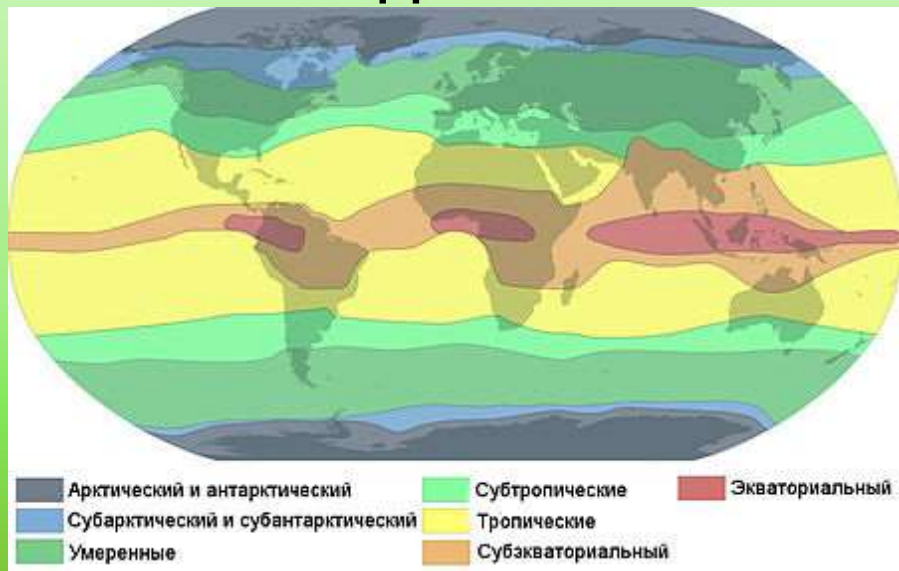 Арктический и антарктический
Субарктический и субантарктический
Умеренные
Субтропические
Тропические
Субэкваториальный
Экваториальный